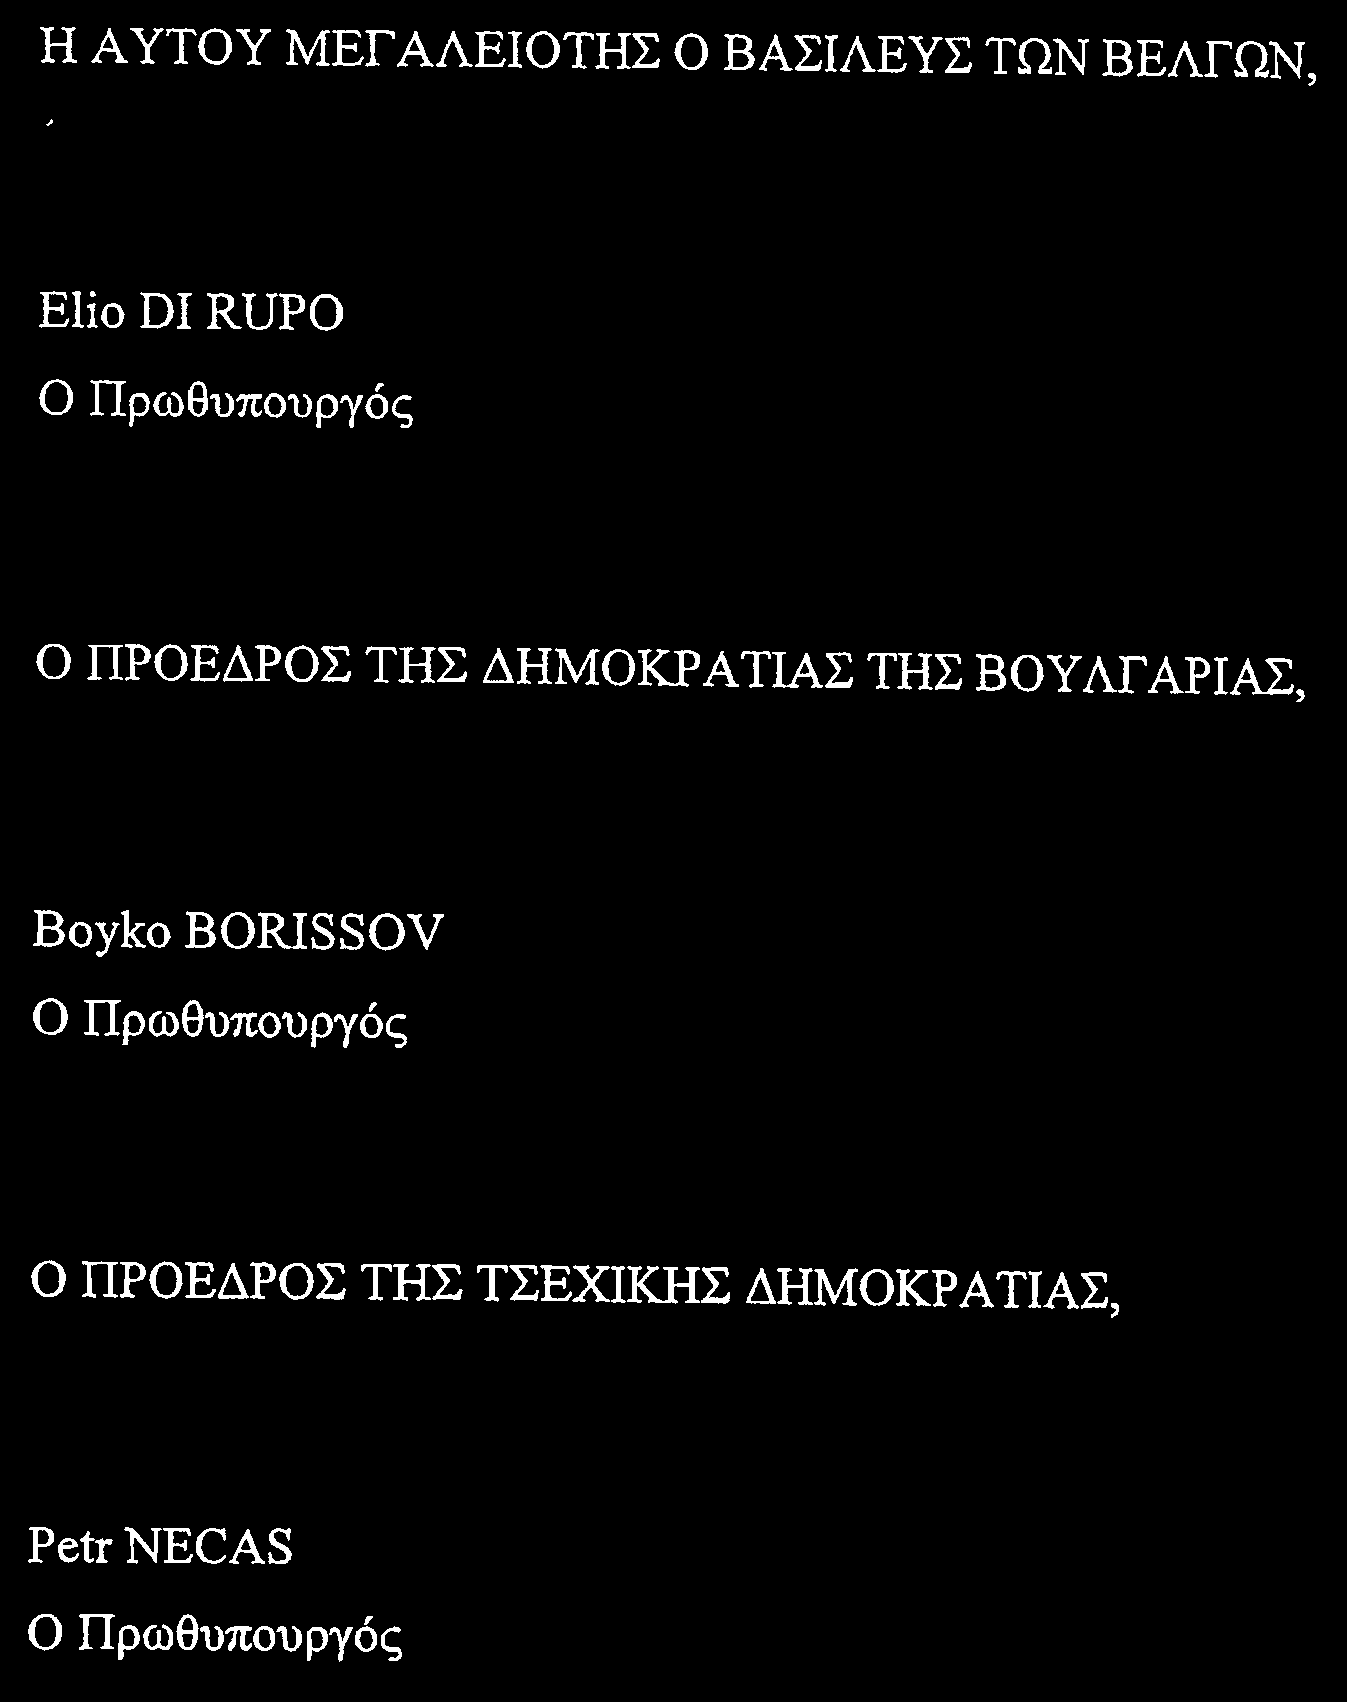 Η ΑΥΤΟΥ ΜΕΓΑΛΕΙΟΤΗΣ Ο ΒΑΣΙΛΕΥΣ ΤΩΝ ΒΕΛΓΩΝ,
Elio DI RUPO
Ο Πρωθυπουργός
Ο ΠΡΟΕΔΡΟΣ ΤΗΣ ΔΗΜΟΚΡΑΤΙΑΣ ΤΗΣ ΒΟΥΛΓΑΡΙΑΣ,
Boyko BORISSOV
Ο Πρωθυπουργός
Ο ΠΡΟΕΔΡΟΣ ΤΗΣ ΤΣΕΧΙΚΗΣ ΔΗΜΟΚΡΑΤΙΑΣ,
Petr NECAS
Ο Πρωθυπουργός